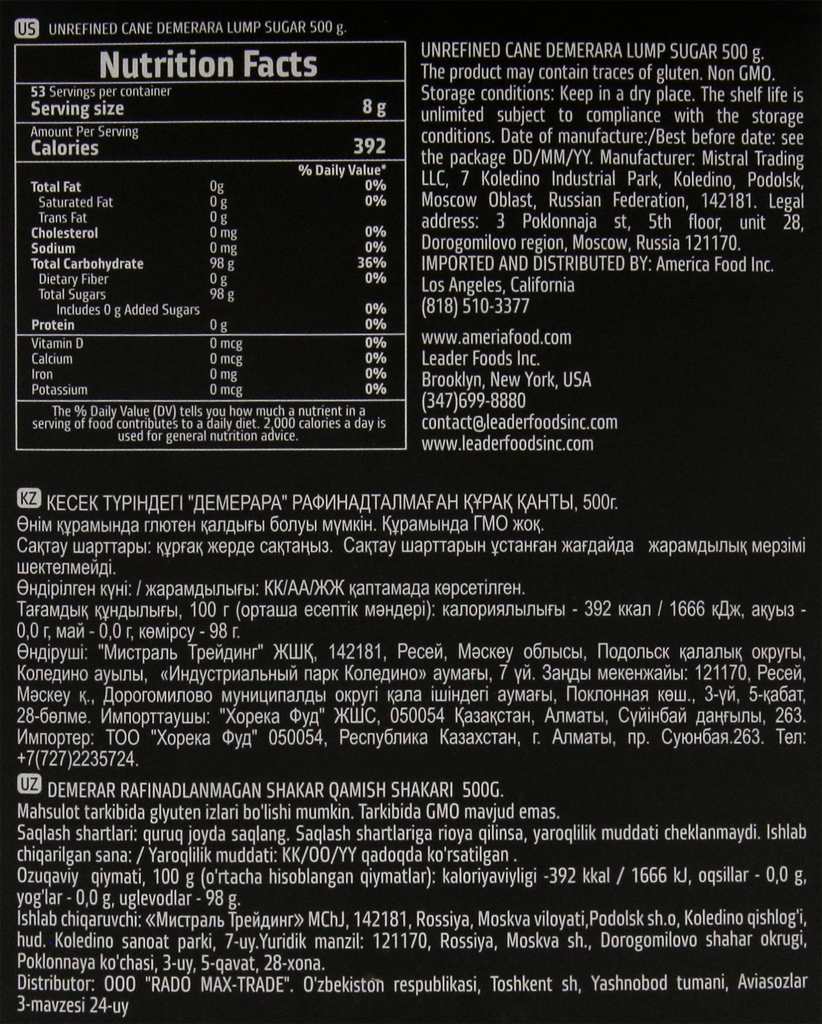 US UNREFINED CANE DEMERARA LUMP SUGAR 500 g.
Nutrition Facts
53 Servings per container
Serving size 8 g
Amount Per Serving
Calories 392
% Daily Value*
Total Fat 0g 0%
Saturated Fat 0 g 0%
Trans Fat 0 g
Cholesterol 0 mg 0%
Sodium 0 mg 0%
Total Carbohydrate 98 g 36%
Dietary Fiber 0 g 0%
Total Sugars 98 g
Includes 0 g Added Sugars 0%
Protein 0 g 0%
Vitamin D 0 mcg 0%
Calcium 0 mcg 0%
Iron 0 mg 0%
Potassium 0 mcg 0%
The % Daily Value (DV) tells you how much a nutrient in a
serving of food contributes to a daily diet. 2,000 calories a day is
used for general nutrition advice.
UNREFINED CANE DEMERARA LUMP SUGAR 500 g.
The product may contain traces of gluten. Non GMO.
Storage conditions: Keep in a dry place. The shelf life is
unlimited subject to compliance with the storage
conditions. Date of manufacture:/Best before date: see
the package DD/MM/YY. Manufacturer: Mistral Trading
LLC, 7 Koledino Industrial Park, Koledino, Podolsk,
Moscow Oblast, Russian Federation, 142181. Legal
address: 3 Poklonnaja st, 5th floor, unit 28,
Dorogomilovo region, Moscow, Russia 121170.
IMPORTED AND DISTRIBUTED BY: America Food Inc.
Los Angeles, California
(818) 510-3377
www.ameriafood.com
Leader Foods Inc.
Brooklyn, New York, USA
(347)699-8880
contact@leaderfoodsinc.com
www.leaderfoodsinc.com
KZ КЕСЕК ТҮРІНДЕГІ "ДЕМЕРАРА" РАФИНАДТАЛМАҒАН ҚҰРАҚ ҚАНТЫ, 500г.
Өнім құрамында глютен қалдығы болуы мүмкін. Құрамында ГМО жоқ.
Сақтау шарттары: құрғақ жерде сақтаңыз. Сақтау шарттарын ұстанған жағдайда жарамдылық мерзімі
шектелмейді.
Өндірілген күні: / жарамдылығы: КК/АА/ЖЖ қаптамада көрсетілген.
Тағамдық құндылығы, 100 г (орташа есептік мәндері): калориялылығы - 392 ккал / 1666 кДж, ақуыз -
0,0 г, май - 0,0 г, көмірсу - 98 г.
Өндіруші: "Мистраль Трейдинг" ЖШҚ, 142181, Ресей, Мәскеу облысы, Подольск қалалық округы,
Коледино ауылы, «Индустриальный парк Коледино» аумағы, 7 үй. Заңды мекенжайы: 121170, Ресей,
Мәскеу қ., Дорогомилово муниципалды округі қала ішіндегі аумағы, Поклонная көш., 3-үй, 5-қабат,
28-бөлме. Импорттаушы: "Хорека Фуд" ЖШС, 050054 Қазақстан, Алматы, Сүйінбай даңғылы, 263.
Импортер: ТОО "Хорека Фуд" 050054, Республика Казахстан, г. Алматы, пр. Суюнбая.263. Тел:
+7(727)2235724.
UZ DEMERAR RAFINADLANMAGAN SHAKAR QAMISH SHAKARI 500G.
Mahsulot tarkibida glyuten izlari bo'lishi mumkin. Tarkibida GMO mavjud emas.
Saqlash shartlari: quruq joyda saqlang. Saqlash shartlariga rioya qilinsa, yaroqlilik muddati cheklanmaydi. Ishlab
chiqarilgan sana: / Yaroqlilik muddati: KK/OO/YY qadoqda ko'rsatilgan .
Ozuqaviy qiymati, 100 g (o'rtacha hisoblangan qiymatlar): kaloriyaviyligi -392 kkal / 1666 kJ, oqsillar - 0,0 g,
yog'lar - 0,0 g, uglevodlar - 98 g.
Ishlab chiqaruvchi: «Мистраль Трейдинг» MChJ, 142181, Rossiya, Moskva viloyati,Podolsk sh.o, Koledino qishlog'i,
hud. Koledino sanoat parki, 7-uy.Yuridik manzil: 121170, Rossiya, Moskva sh., Dorogomilovo shahar okrugi,
Poklonnaya ko'chasi, 3-uy, 5-qavat, 28-xona.
Distributor: OOO "RADO MAX-TRADE". O'zbekiston respublikasi, Toshkent sh, Yashnobod tumani, Aviasozlar
3-mavzesi 24-uy